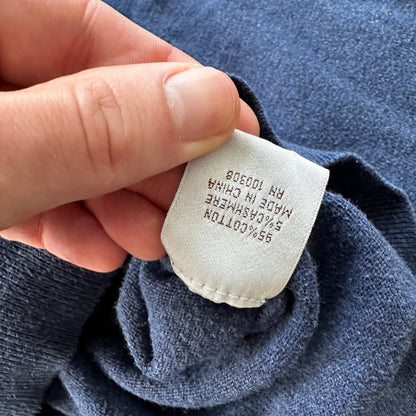 95%COTTON
5%CASHMERE
MADE IN CHINA
RN 100308